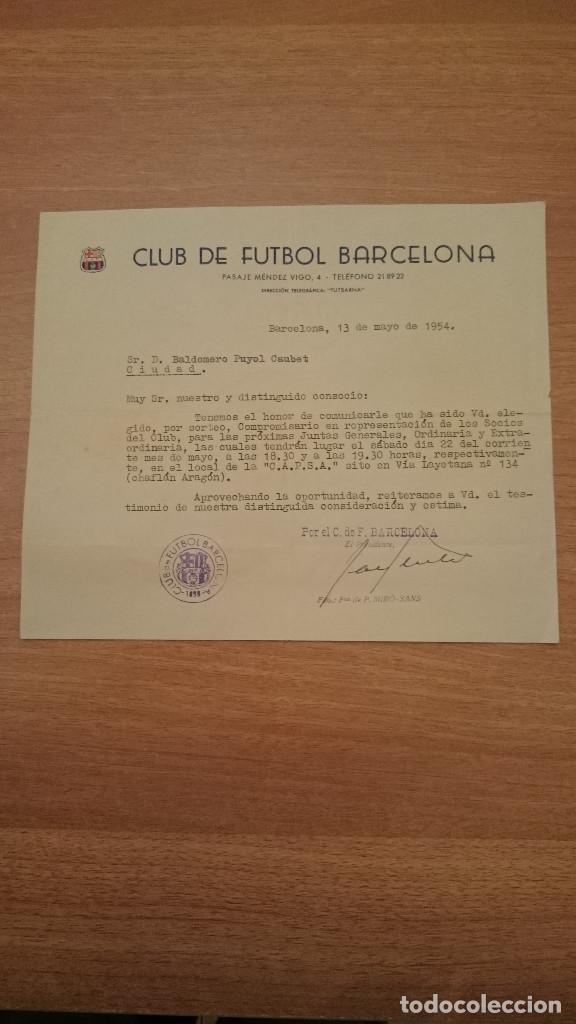 CLUB DE FUTBOL BARCELONA
PASAJE MÉNDEZ VIGO, 4 - TELÉFONO 21 89 22
DIRECCIÓN TELEGRÁFICA: "FUTBARNA"
Barcelona, 13 de mayo de 1954.
Sr. D. Baldomero Puyol Caubet
C i u d a d .
Muy Sr. nuestro y distinguido consocio:
Tenemos el honor de comunicarle que ha sido Vd. ele-
gido, por sorteo, Compromisario en representación de los Socios
del Club, para las próximas Juntas Generales, Ordinaria y Extra-
ordinaria, las cuales tendrán lugar el sábado día 22 del corrien
te mes de mayo, a las 18.30 y a las 19.30 horas, respectivamen-
te, en el local de la "C.A.P.S.A." sito en Vía Layetana nº 134
(chaflán Aragón).
Aprovechando la oportunidad, reiteramos a Vd. el tes-
timonio de nuestra distinguida consideración y estima.
Por el C. de F. BARCELONA
El Presidente,
Fdo.: Fco de P. MIRÓ-SANS
CLUB DE FUTBOL BARCELONA
- 1899 -
todocoleccion